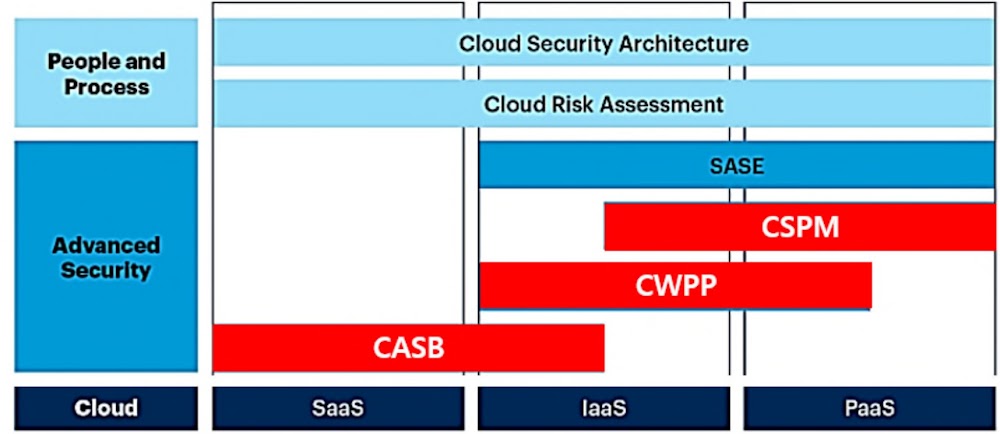 People and
Process
Cloud Security Architecture
Cloud Risk Assessment
Advanced
Security
SASE
CSPM
CWPP
CASB
Cloud
SaaS
IaaS
PaaS